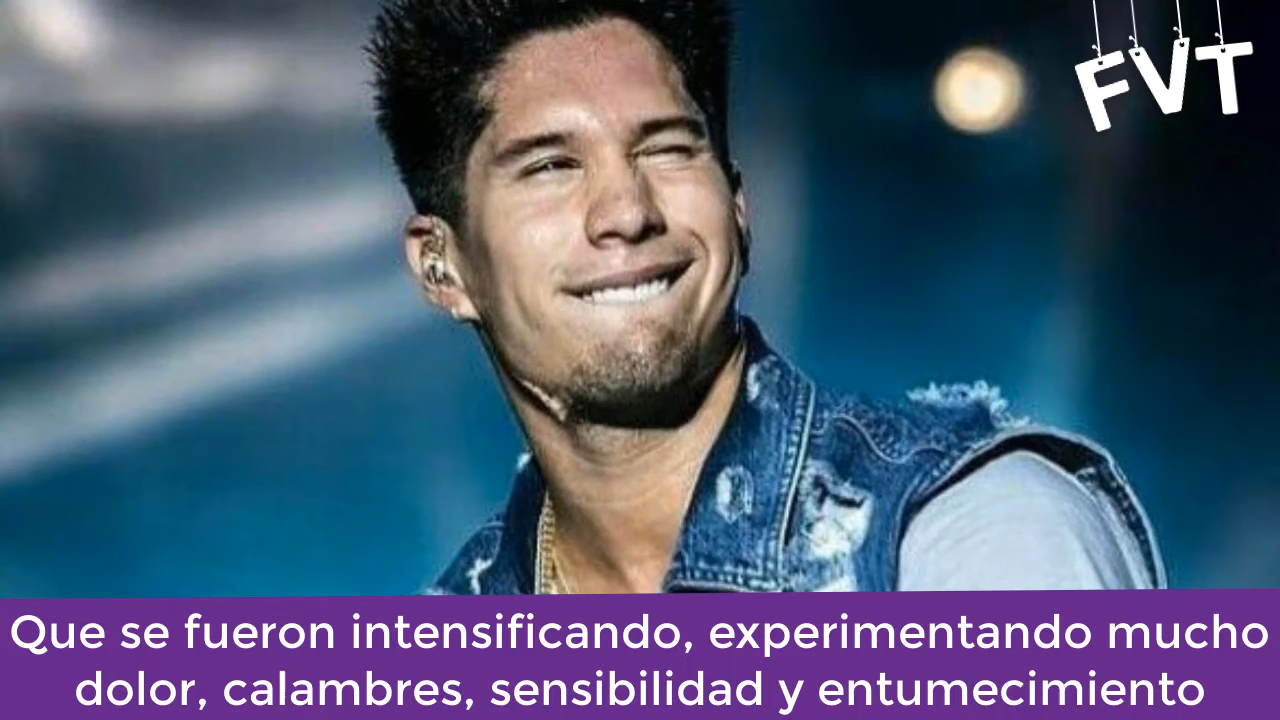 FVT
Que se fueron intensificando, experimentando mucho
dolor, calambres, sensibilidad y entumecimiento